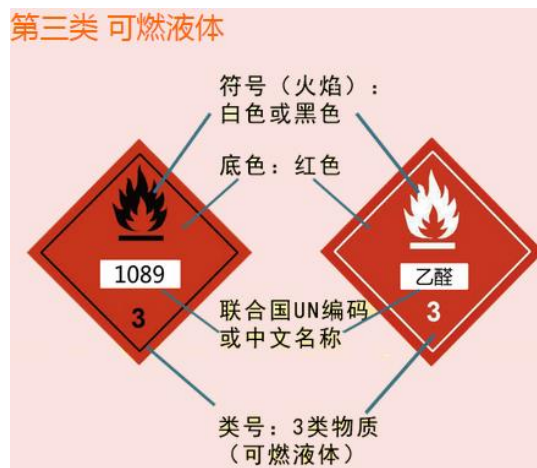 第三类 可燃液体
符号（火焰）：
白色或黑色
底色：红色
1089
乙醛
3
3
联合国UN编码
或中文名称
类号：3类物质
（可燃液体）